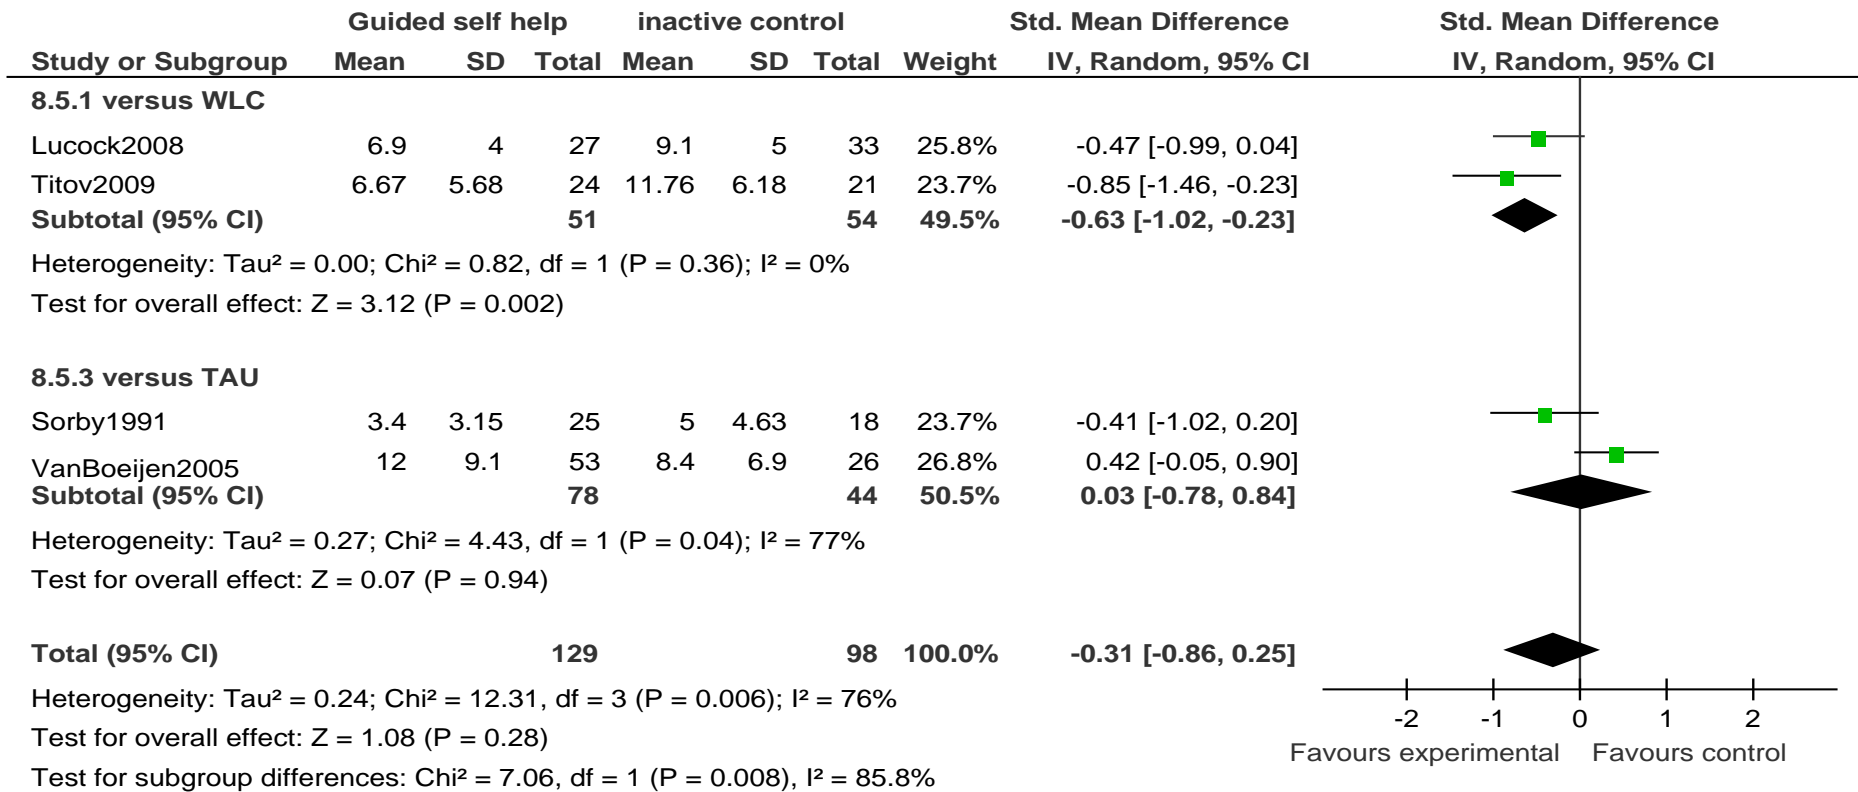 Guided self help inactive control Std. Mean Difference Std. Mean Difference
Study or Subgroup Mean SD Total Mean SD Total Weight IV, Random, 95% CI IV, Random, 95% CI
8.5.1 versus WLC
Lucock2008 6.9 4 27 9.1 5 33 25.8% -0.47 [-0.99, 0.04]
Titov2009 6.67 5.68 24 11.76 6.18 21 23.7% -0.85 [-1.46, -0.23]
Subtotal (95% CI) 51 54 49.5% -0.63 [-1.02, -0.23]
Heterogeneity: Tau² = 0.00; Chi² = 0.82, df = 1 (P = 0.36); I² = 0%
Test for overall effect: Z = 3.12 (P = 0.002)
8.5.3 versus TAU
Sorby1991 3.4 3.15 25 5 4.63 18 23.7% -0.41 [-1.02, 0.20]
VanBoeijen2005 12 9.1 53 8.4 6.9 26 26.8% 0.42 [-0.05, 0.90]
Subtotal (95% CI) 78 44 50.5% 0.03 [-0.78, 0.84]
Heterogeneity: Tau² = 0.27; Chi² = 4.43, df = 1 (P = 0.04); I² = 77%
Test for overall effect: Z = 0.07 (P = 0.94)
Total (95% CI) 129 98 100.0% -0.31 [-0.86, 0.25]
Heterogeneity: Tau² = 0.24; Chi² = 12.31, df = 3 (P = 0.006); I² = 76%
Test for overall effect: Z = 1.08 (P = 0.28)
Test for subgroup differences: Chi² = 7.06, df = 1 (P = 0.008), I² = 85.8%
-2 -1 0 1 2
Favours experimental Favours control